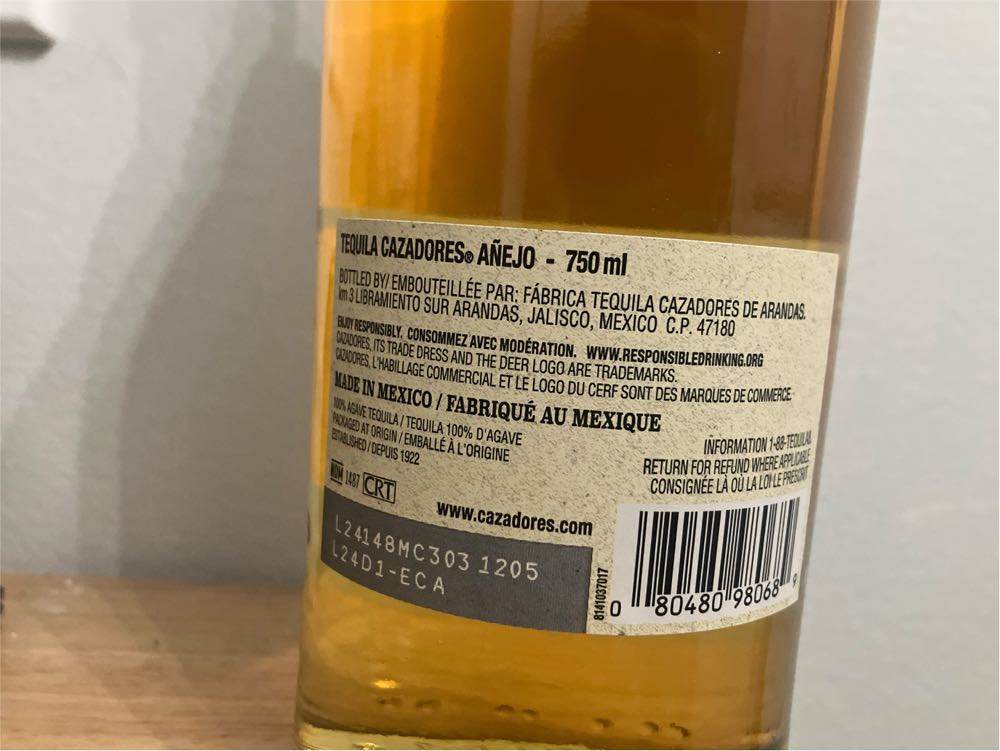 TEQUILA CAZADORES® AÑEJO - 750 ml
BOTTLED BY/ EMBOUTEILLÉE PAR: FÁBRICA TEQUILA CAZADORES DE ARANDAS.
km 3 LIBRAMIENTO SUR ARANDAS, JALISCO, MEXICO C.P. 47180
ENJOY RESPONSIBLY. CONSOMMEZ AVEC MODÉRATION. WWW.RESPONSIBLEDRINKING.ORG
CAZADORES, ITS TRADE DRESS AND THE DEER LOGO ARE TRADEMARKS.
CAZADORES, L'HABILLAGE COMMERCIAL ET LE LOGO DU CERF SONT DES MARQUES DE COMMERCE.
MADE IN MEXICO / FABRIQUÉ AU MEXIQUE
100% AGAVE TEQUILA / TEQUILA 100% D'AGAVE
PACKAGED AT ORIGIN / EMBALLÉ À L'ORIGINE
ESTABLISHED / DEPUIS 1922
INFORMATION 1-88-TEQUILA
RETURN FOR REFUND WHERE APPLICABLE
CONSIGNÉE LÀ OÙ LA LOI LE PRESCRIT
NOM 1487 CRT
www.cazadores.com
L24148MC303 1205
L24D1-ECA
8141037017
0 80480 98068 9